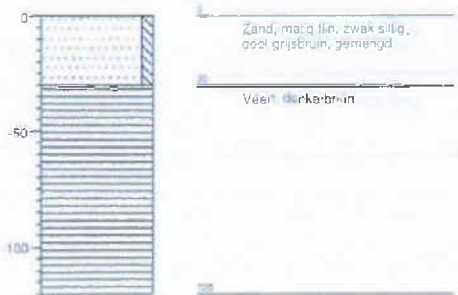 0
Zand, matig fijn, zwak siltig,
geel grijsbruin, gemengd
-50
Veen, donkerbruin
-100